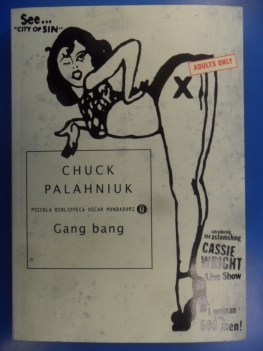 See...
"CITY OF SIN"
ADULTS ONLY
X
CHUCK
PALAHNIUK
PICCOLA BIBLIOTECA OSCAR MONDADORI
Gang bang
introducing
the astonishing
CASSIE
WRIGHT
Live Show
1 woman
600 men!